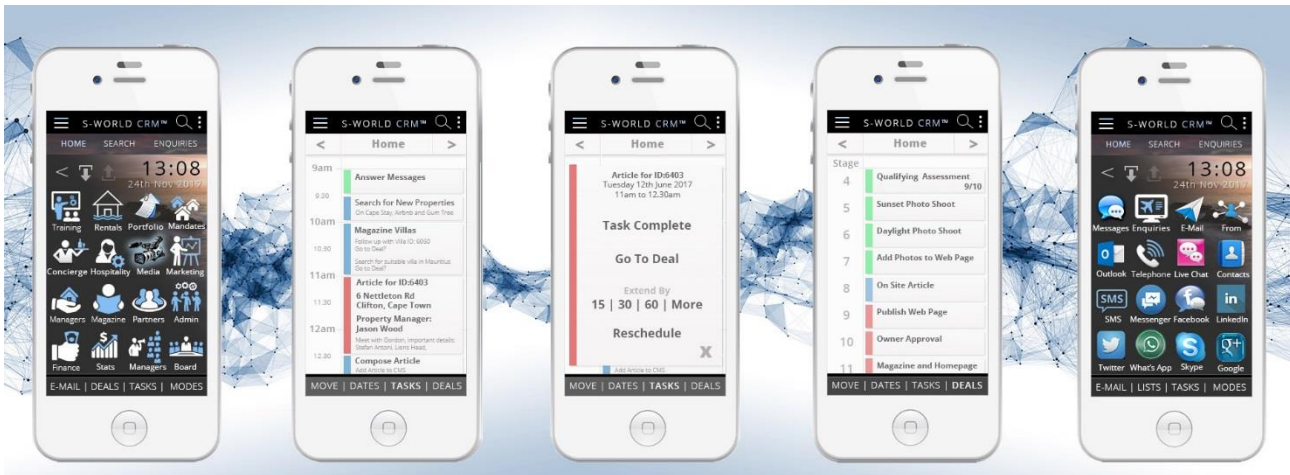 S-WORLD CRM™
HOME SEARCH ENQUIRIES
13:08
24th Nov 2017
Training Rentals Portfolio Mandates
Concierge Hospitality Media Marketing
Managers Magazine Partners Admin
Finance Stats Managers Board
E-MAIL | DEALS | TASKS | MODES
S-WORLD CRM™
< Home >
9am
Answer Messages
9.30
Search for New Properties
On Cape Stay, Airbnb and Gum Tree
10am
Magazine Villas
Follow up with Villa ID: 6060
Go to Deal?
10.30
Search for suitable villa in Mauritius
Go to Deal?
11am
Article for ID:6403
11.30
6 Nettleton Rd
Clifton, Cape Town
Property Manager:
12am
Jason Wood
Meet with Gordon, important details:
Stefan Antoni, Lions Head,
12.30
Compose Article
Add Article to CMS
MOVE | DATES | TASKS | DEALS
S-WORLD CRM™
< Home >
Article for ID:6403
Tuesday 12th June 2017
11am to 12.30am
Task Complete
Go To Deal
Extend By
15 | 30 | 60 | More
Reschedule
X
Add Article to CMS
MOVE | DATES | TASKS | DEALS
S-WORLD CRM™
< Home >
Stage
4 Qualifying Assessment
9/10
5 Sunset Photo Shoot
6 Daylight Photo Shoot
7 Add Photos to Web Page
8 On Site Article
9 Publish Web Page
10 Owner Approval
11 Magazine and Homepage
MOVE | DATES | TASKS | DEALS
S-WORLD CRM™
HOME SEARCH ENQUIRIES
13:08
24th Nov 2017
Messages Enquiries E-Mail From
Outlook Telephone Live Chat Contacts
SMS
SMS Messenger Facebook LinkedIn
Twitter What's App Skype Google
E-MAIL | LISTS | TASKS | MODES